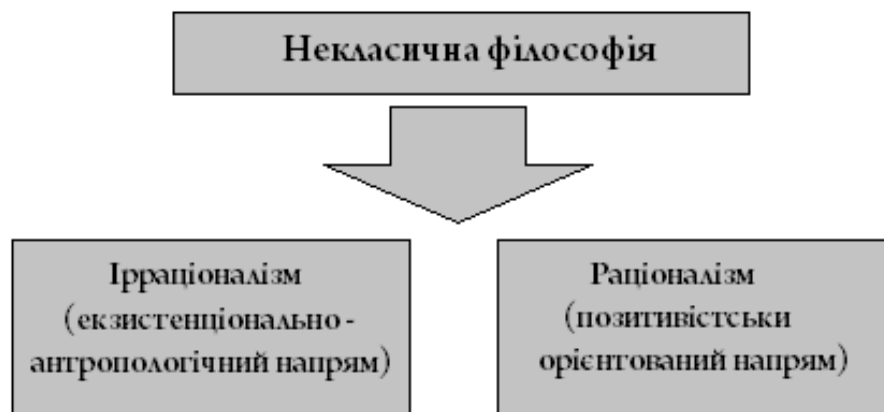 Некласична філософія
Ірраціоналізм
(екзистенціонально -
антропологічний напрям)
Раціоналізм
(позитивістськи
орієнтований напрям)